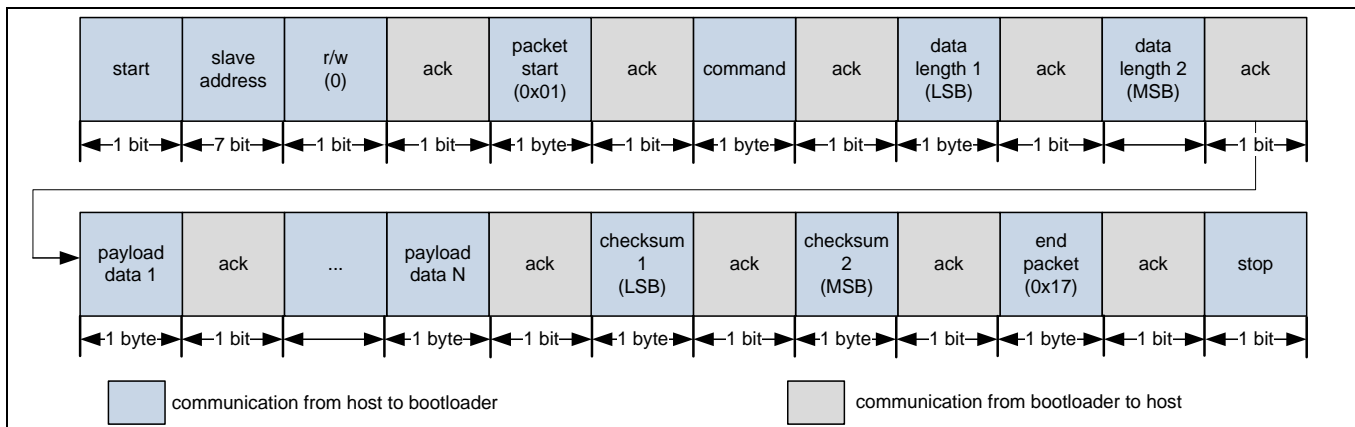 start
slave
address
r/w
(0)
ack
packet
start
(0x01)
ack
command
ack
data
length 1
(LSB)
ack
data
length 2
(MSB)
ack
1 bit
7 bit
1 bit
1 bit
1 byte
1 bit
1 byte
1 bit
1 byte
1 bit
1 bit
payload
data 1
ack
...
payload
data N
ack
checksum
1
(LSB)
ack
checksum
2
(MSB)
ack
end
packet
(0x17)
ack
stop
1 byte
1 bit
1 byte
1 bit
1 byte
1 bit
1 byte
1 bit
1 byte
1 bit
1 bit
communication from host to bootloader
communication from bootloader to host